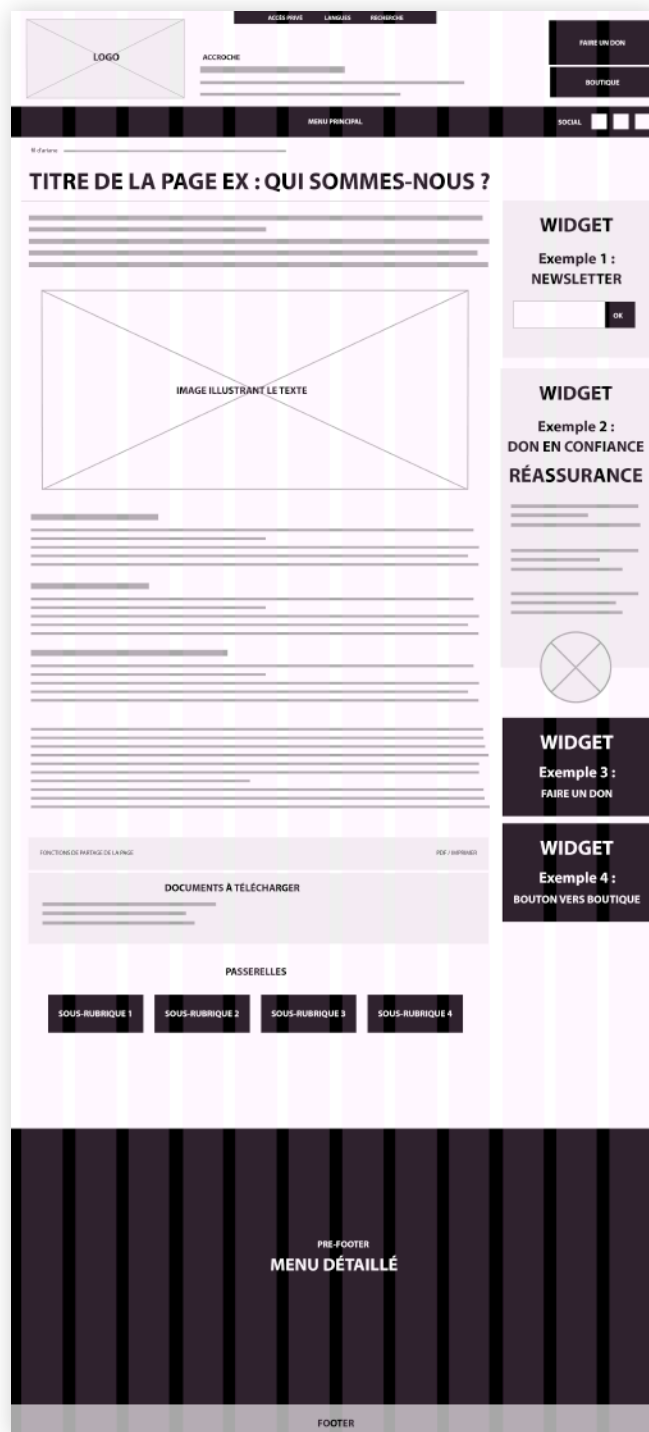 ACCÈS PRIVÉ LANGUES RECHERCHE
LOGO
ACCROCHE
FAIRE UN DON
BOUTIQUE
MENU PRINCIPAL
SOCIAL
fil d'ariane
TITRE DE LA PAGE EX : QUI SOMMES-NOUS ?
IMAGE ILLUSTRANT LE TEXTE
FONCTIONS DE PARTAGE DE LA PAGE
PDF / IMPRIMER
DOCUMENTS À TÉLÉCHARGER
PASSERELLES
SOUS-RUBRIQUE 1
SOUS-RUBRIQUE 2
SOUS-RUBRIQUE 3
SOUS-RUBRIQUE 4
WIDGET
Exemple 1 :
NEWSLETTER
OK
WIDGET
Exemple 2 :
DON EN CONFIANCE
RÉASSURANCE
WIDGET
Exemple 3 :
FAIRE UN DON
WIDGET
Exemple 4 :
BOUTON VERS BOUTIQUE
PRE-FOOTER
MENU DÉTAILLÉ
FOOTER